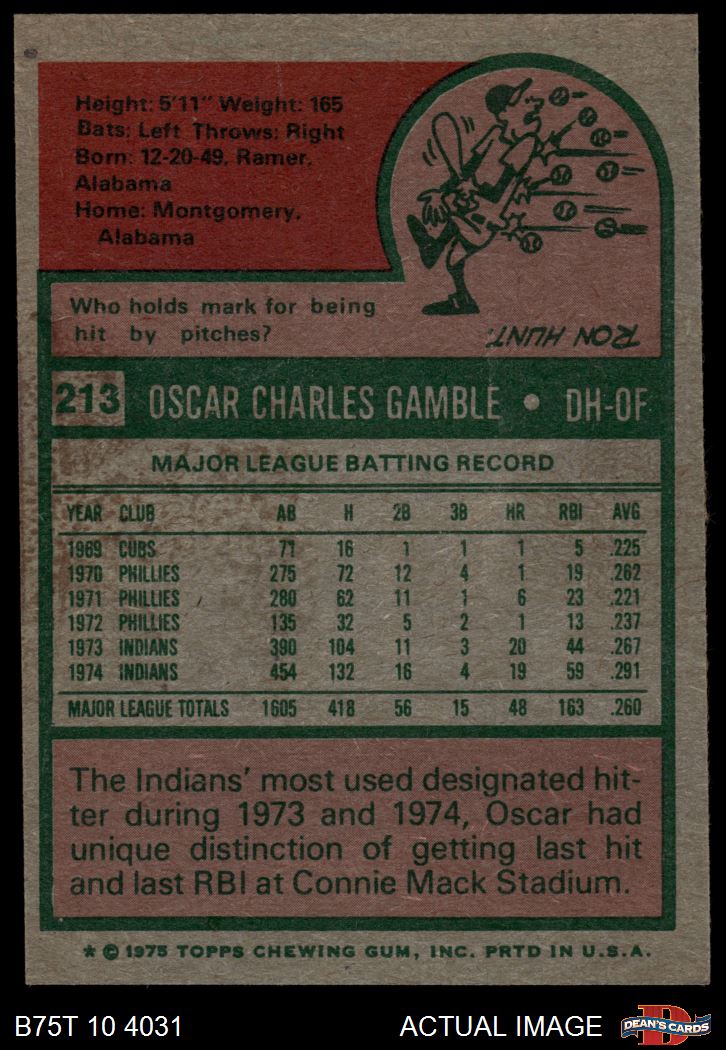 Height: 5'11" Weight: 165
Bats: Left Throws: Right
Born: 12-20-49, Ramer,
Alabama
Home: Montgomery,
Alabama
Who holds mark for being
hit by pitches?
RON HUNT.
213 OSCAR CHARLES GAMBLE • DH-OF
MAJOR LEAGUE BATTING RECORD
YEAR CLUB AB H 2B 3B HR RBI AVG
1969 CUBS 71 16 1 1 1 5 .225
1970 PHILLIES 275 72 12 4 1 19 .262
1971 PHILLIES 280 62 11 1 6 23 .221
1972 PHILLIES 135 32 5 2 1 13 .237
1973 INDIANS 390 104 11 3 20 44 .267
1974 INDIANS 454 132 16 4 19 59 .291
MAJOR LEAGUE TOTALS 1605 418 56 15 48 163 .260
The Indians' most used designated hit-
ter during 1973 and 1974, Oscar had
unique distinction of getting last hit
and last RBI at Connie Mack Stadium.
* © 1975 TOPPS CHEWING GUM, INC. PRTD IN U.S.A.
B75T 10 4031 ACTUAL IMAGE
D
DEAN'S CARDS